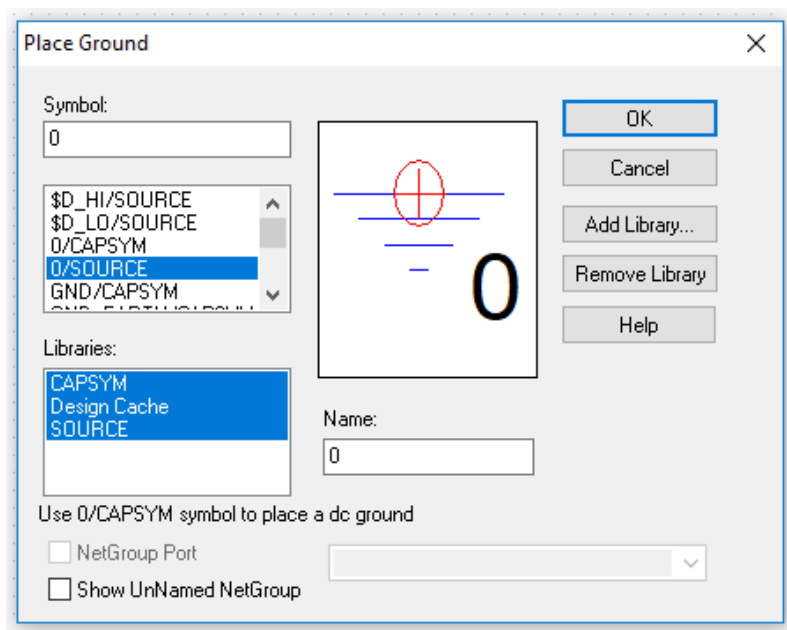 Place Ground
Symbol:
0
$D_HI/SOURCE
$D_LO/SOURCE
0/CAPSYM
0/SOURCE
GND/CAPSYM
Libraries:
CAPSYM
Design Cache
SOURCE
0
Name:
0
OK
Cancel
Add Library...
Remove Library
Help
Use 0/CAPSYM symbol to place a dc ground
NetGroup Port
Show UnNamed NetGroup